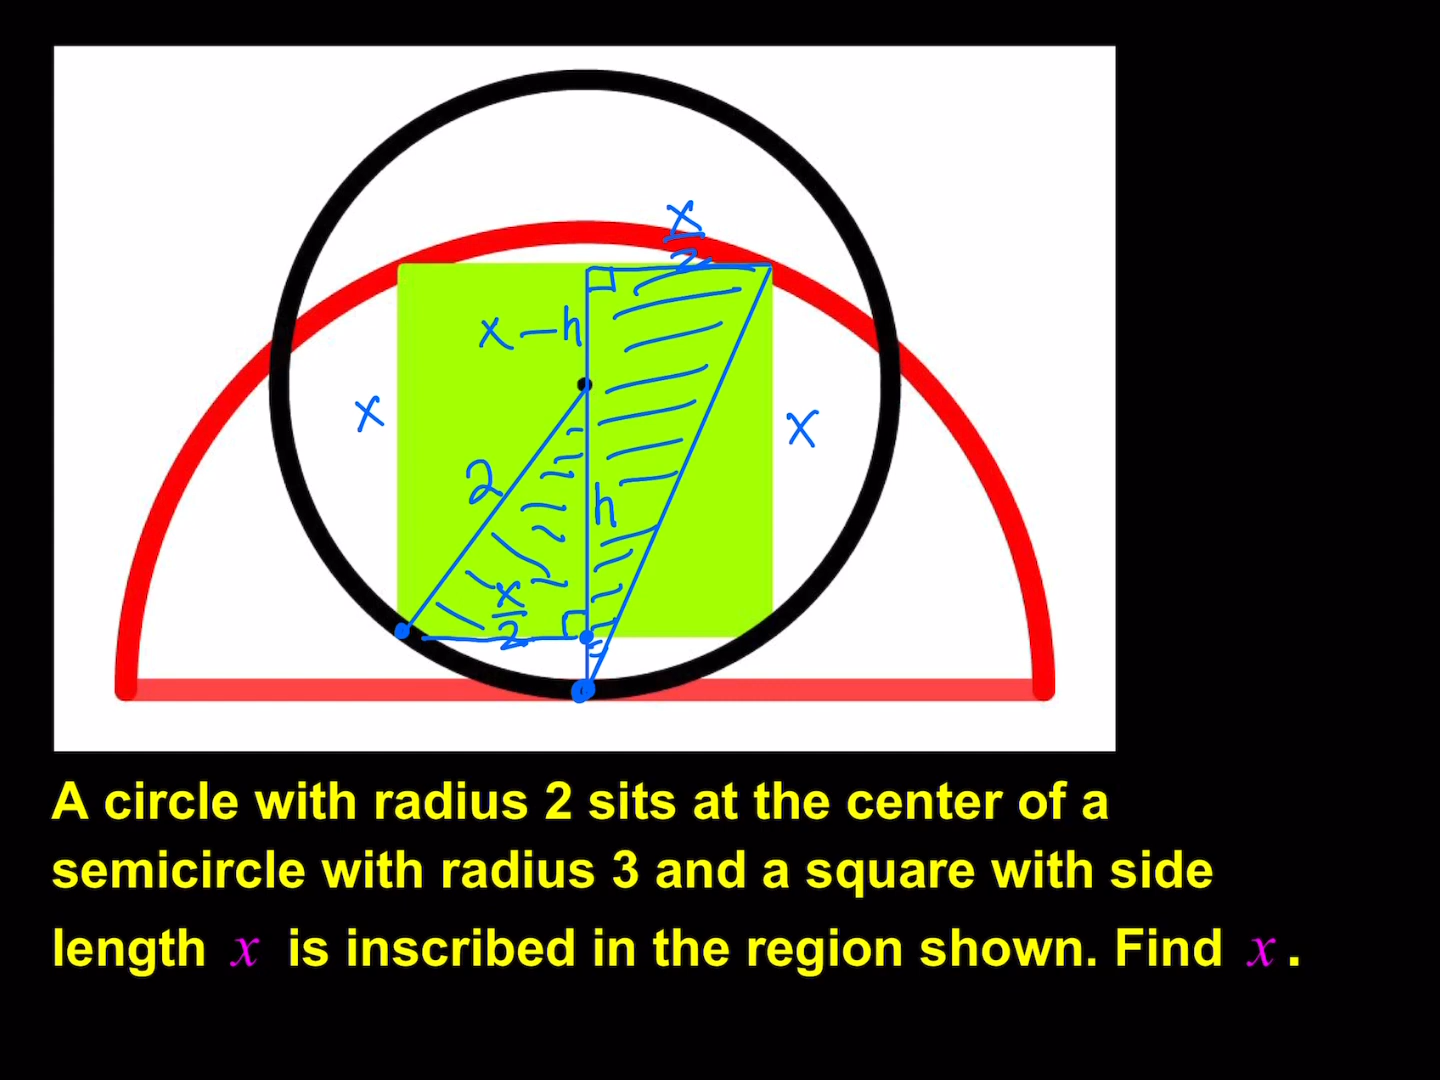 x
2
x – h
x
x
2
h
x
2
A circle with radius 2 sits at the center of a
semicircle with radius 3 and a square with side
length x is inscribed in the region shown. Find x .